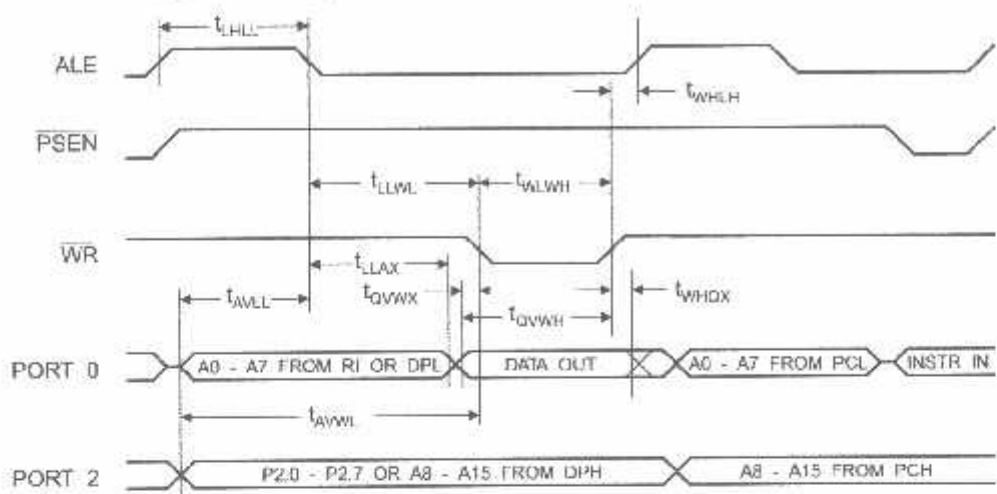 tLHLL
ALE
tWHLH
PSEN
tLLWL
tWLWH
WR
tLLAX
tAVLL
tQVWX
tWHQX
tQVWH
PORT 0
A0 - A7 FROM RI OR DPL
DATA OUT
A0 - A7 FROM PCL
INSTR IN
tAVWL
PORT 2
P2.0 - P2.7 OR A8 - A15 FROM DPH
A8 - A15 FROM PCH